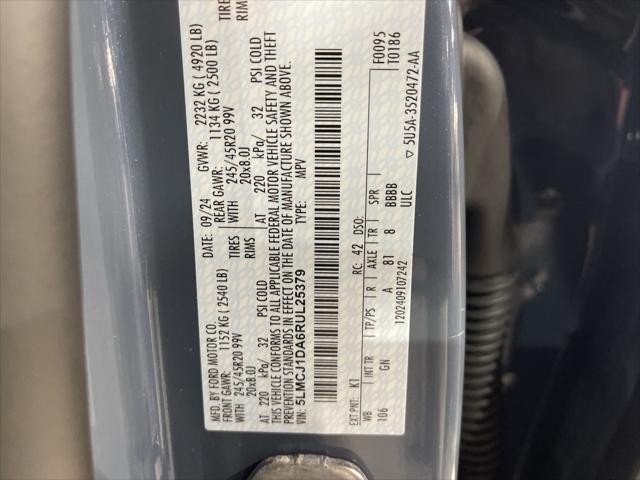 MFD. BY FORD MOTOR CO.
DATE: 09/24 GVWR: 2232 KG ( 4920 LB)
FRONT GAWR: 1152 KG ( 2540 LB) REAR GAWR: 1134 KG ( 2500 LB)
WITH 245/45R20 99V TIRES WITH 245/45R20 99V TIRES
20x8.0J RIMS 20x8.0J RIMS
AT 220 kPa/ 32 PSI COLD AT 220 kPa/ 32 PSI COLD
THIS VEHICLE CONFORMS TO ALL APPLICABLE FEDERAL MOTOR VEHICLE SAFETY AND THEFT
PREVENTION STANDARDS IN EFFECT ON THE DATE OF MANUFACTURE SHOWN ABOVE.
VIN: 5LMCJ1DA6RUL25379 TYPE: MPV
F0095
T0186
EXT PNT: K1 RC: 42 DSO:
WB INT TR TP/PS R AXLE TR SPR
106 GN A 81 8 BBBB
1202409107242 ULC
▽ 5U5A-3520472-AA